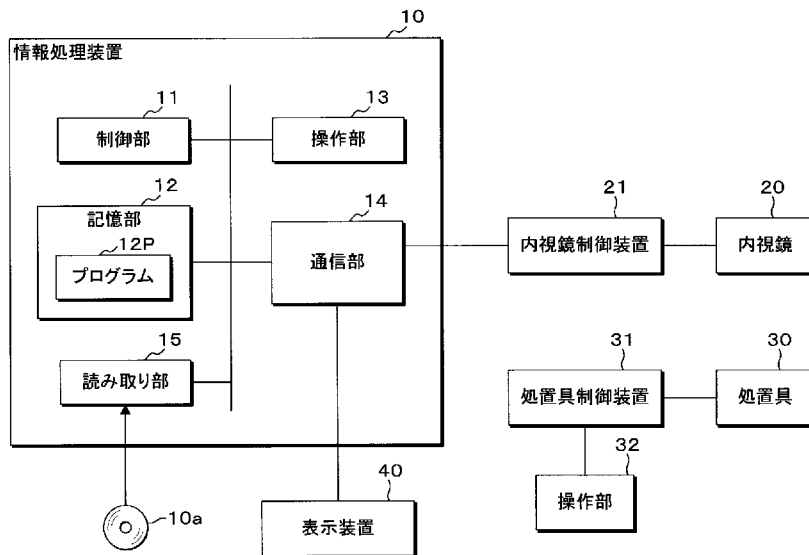 10
情報処理装置
11
制御部
13
操作部
12
記憶部
12P
プログラム
14
通信部
15
読み取り部
10a
40
表示装置
21
内視鏡制御装置
20
内視鏡
31
処置具制御装置
30
処置具
32
操作部